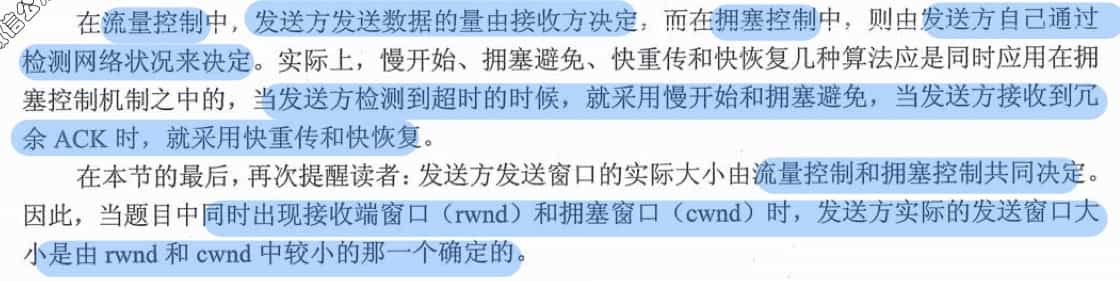 在流量控制中，发送方发送数据的量由接收方决定，而在拥塞控制中，则由发送方自己通过
检测网络状况来决定。实际上，慢开始、拥塞避免、快重传和快恢复几种算法应是同时应用在拥
塞控制机制之中的，当发送方检测到超时的时候，就采用慢开始和拥塞避免，当发送方接收到冗
余 ACK 时，就采用快重传和快恢复。
在本节的最后，再次提醒读者：发送方发送窗口的实际大小由流量控制和拥塞控制共同决定。
因此，当题目中同时出现接收端窗口（rwnd）和拥塞窗口（cwnd）时，发送方实际的发送窗口大
小是由 rwnd 和 cwnd 中较小的那一个确定的。